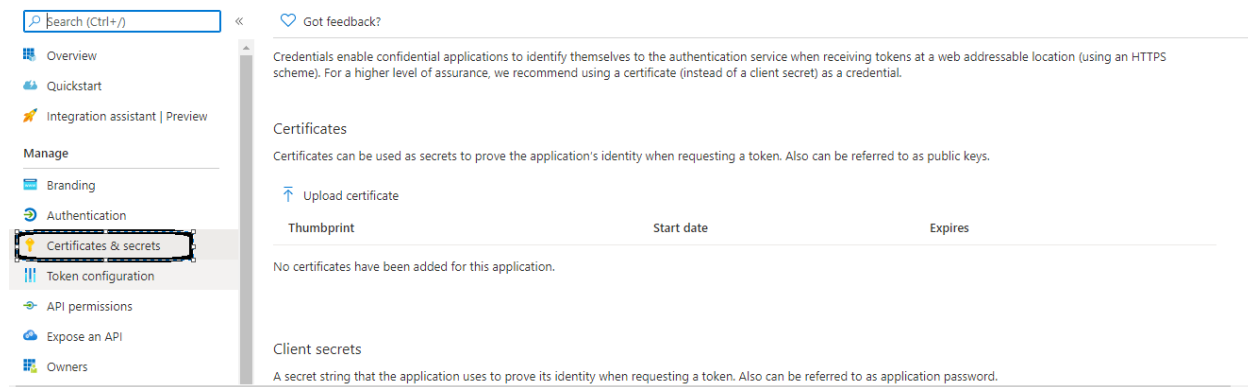 Search (Ctrl+/)
Overview
Quickstart
Integration assistant | Preview
Manage
Branding
Authentication
Certificates & secrets
Token configuration
API permissions
Expose an API
Owners
Got feedback?
Credentials enable confidential applications to identify themselves to the authentication service when receiving tokens at a web addressable location (using an HTTPS
scheme). For a higher level of assurance, we recommend using a certificate (instead of a client secret) as a credential.
Certificates
Certificates can be used as secrets to prove the application's identity when requesting a token. Also can be referred to as public keys.
Upload certificate
Thumbprint Start date Expires
No certificates have been added for this application.
Client secrets
A secret string that the application uses to prove its identity when requesting a token. Also can be referred to as application password.